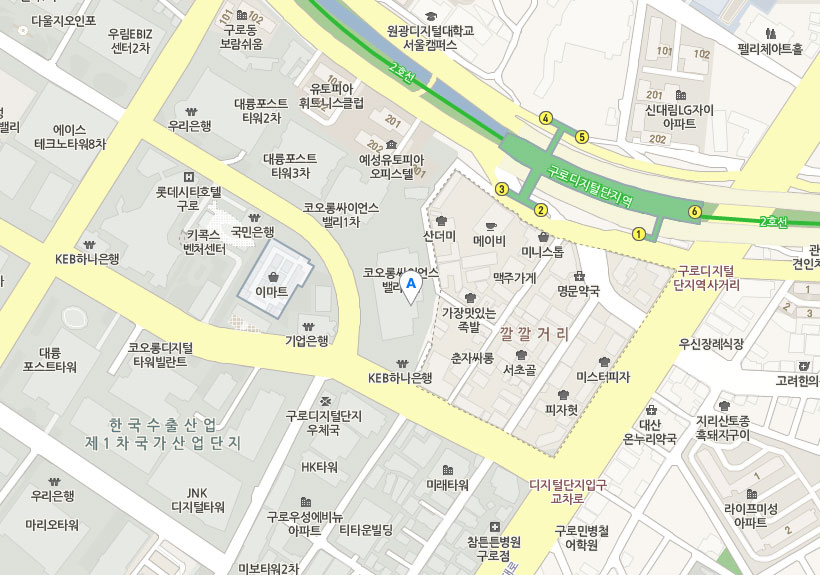 다울지오인포
우림EBIZ
센터2차
101
102
구로동
보람쉬움
원광디지털대학교
서울캠퍼스
펠리체아트홀
101
102
2호선
유토피아
휘트니스클럽
101
대륭포스트
타워2차
우리은행
밸리
에이스
테크노타워8차
201
202
201
예성유토피아
오피스텔
201
신대림LG자이
아파트
202
4
5
대륭포스트
타워3차
롯데시티호텔
구로
구로디지털단지역
3
2
6
1
2호선
코오롱싸이언스
밸리1차
국민은행
키콕스
벤처센터
산더미
메이비
미니스톱
KEB하나은행
이마트
코오롱싸이언스
밸리
A
맥주가게
명문약국
구로디지털
단지역사거리
가장맛있는
족발
깔깔거리
기업은행
대륭
포스트타워
코오롱디지털
타워빌란트
춘자싸롱
서초골
미스터피자
우신장례식장
KEB하나은행
고려한의
피자헛
한국수출산업
제1차국가산업단지
구로디지털단지
우체국
대산
온누리약국
지리산토종
흑돼지구이
HK타워
미래타워
디지털단지입구
교차로
우리은행
마리오타워
JNK
디지털타워
구로우성에비뉴
아파트
티타운빌딩
참튼튼병원
구로점
구로민병철
어학원
1
2
라이프미성
아파트
미보타워2차